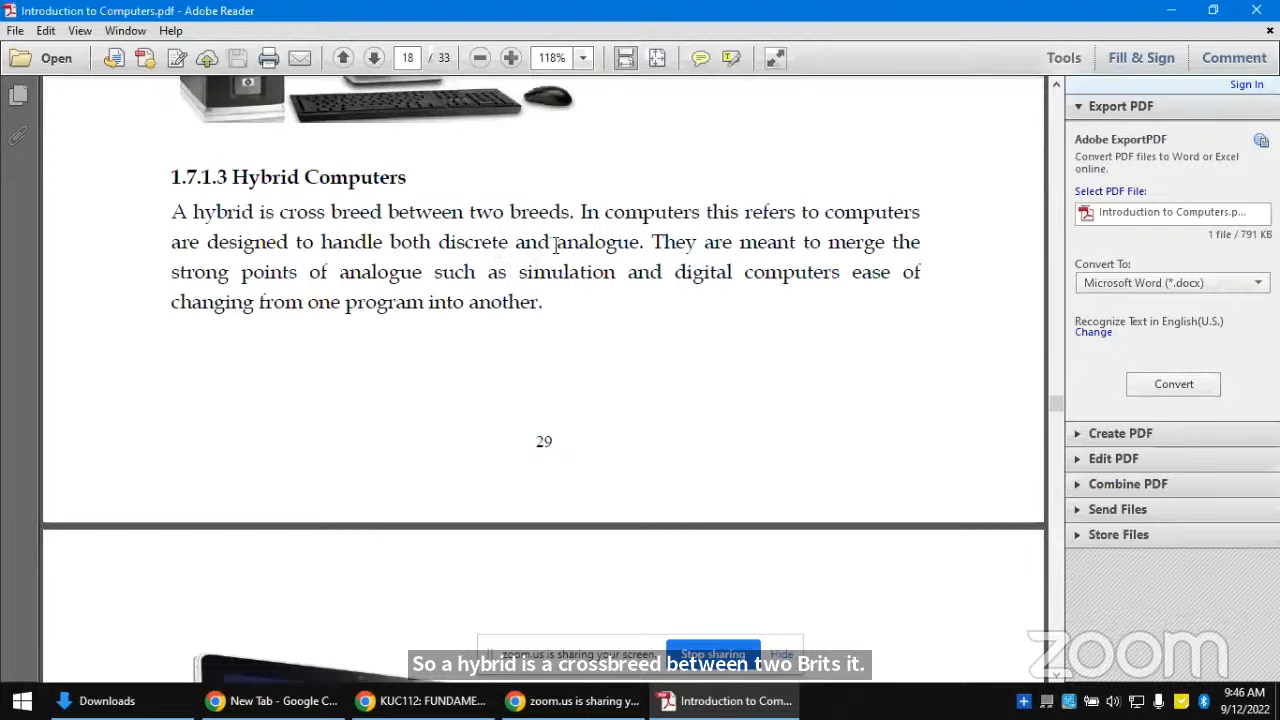 Introduction to Computers.pdf - Adobe Reader
File Edit View Window Help
Open 18 / 33 118% Tools Fill & Sign Comment
Sign In
Export PDF
Adobe ExportPDF
Convert PDF files to Word or Excel
online.
Select PDF File:
Introduction to Computers.p...
1 file / 791 KB
Convert To:
Microsoft Word (*.docx)
Recognize Text in English(U.S.)
Change
Convert
Create PDF
Edit PDF
Combine PDF
Send Files
Store Files
1.7.1.3 Hybrid Computers
A hybrid is cross breed between two breeds. In computers this refers to computers
are designed to handle both discrete and analogue. They are meant to merge the
strong points of analogue such as simulation and digital computers ease of
changing from one program into another.
29
zoom.us is sharing your screen. Stop sharing Hide
So a hybrid is a crossbreed between two Brits it.
zoom
Downloads New Tab - Google C... KUC112: FUNDAME... zoom.us is sharing y... Introduction to Com...
9:46 AM
9/12/2022